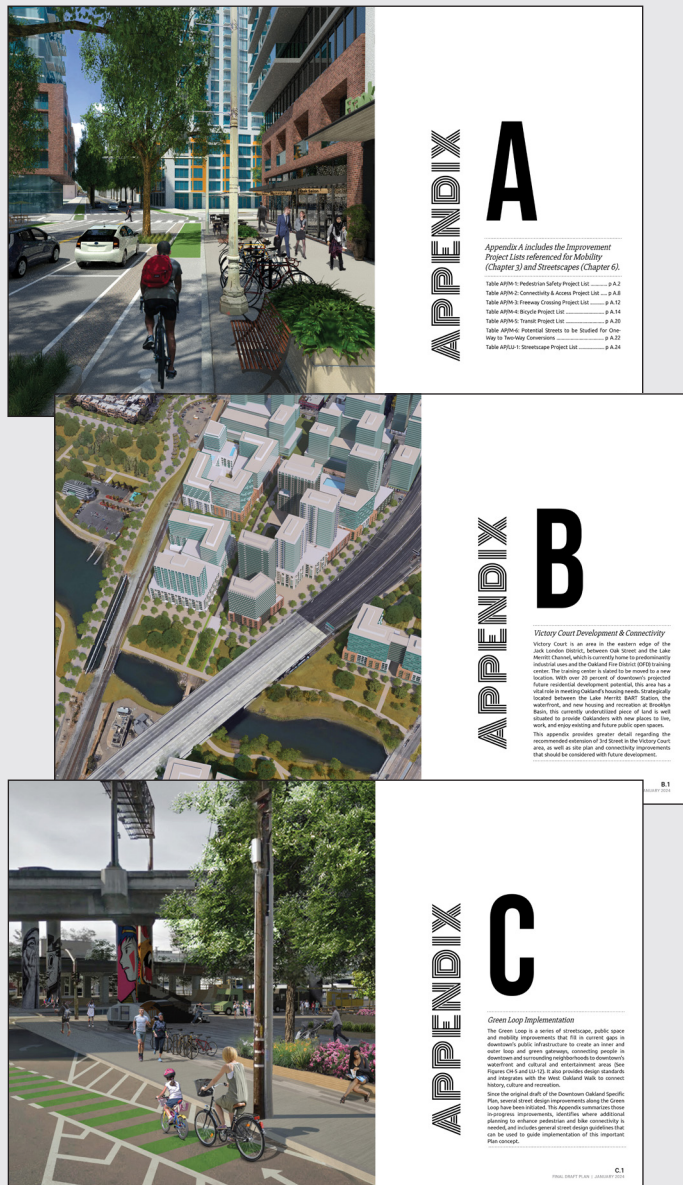 APPENDIX
A
Appendix A includes the Improvement
Project Lists referenced for Mobility
(Chapter 3) and Streetscapes (Chapter 6).
Table AP/M-1: Pedestrian Safety Project List .......... p A.2
Table AP/M-2: Connectivity & Access Project List .... p A.8
Table AP/M-3: Freeway Crossing Project List .......... p A.12
Table AP/M-4: Bicycle Project List .......... p A.14
Table AP/M-5: Transit Project List .......... p A.20
Table AP/M-6: Potential Streets to be Studied for One-
Way to Two-Way Conversions .......... p A.22
Table AP/LU-1: Streetscape Project List .......... p A.24
APPENDIX
B
Victory Court Development & Connectivity
Victory Court is an area in the eastern edge of the
Jack London District, between Oak Street and the Lake
Merritt Channel, which is currently home to predominantly
industrial uses and the Oakland Fire District (OFD) training
center. The training center is slated to be moved to a new
location. With over 20 percent of downtown's projected
future residential development potential, this area has a
vital role in meeting Oakland's housing needs. Strategically
located between the Lake Merritt BART Station, the
waterfront, and new housing and recreation at Brooklyn
Basin, this currently underutilized piece of land is well
situated to provide Oaklanders with new places to live,
work, and enjoy existing and future public open spaces.
This appendix provides greater detail regarding the
recommended extension of 3rd Street in the Victory Court
area, as well as site plan and connectivity improvements
that should be considered with future development.
B.1
JANUARY 2024
APPENDIX
C
Green Loop Implementation
The Green Loop is a series of streetscape, public space
and mobility improvements that fill in current gaps in
downtown's public infrastructure to create an inner and
outer loop and green gateways, connecting people in
downtown and surrounding neighborhoods to downtown's
waterfront and cultural and entertainment areas (See
Figures CH-5 and LU-12). It also provides design standards
and integrates with the West Oakland Walk to connect
history, culture and recreation.
Since the original draft of the Downtown Oakland Specific
Plan, several street design improvements along the Green
Loop have been initiated. This Appendix summarizes those
in-progress improvements, identifies where additional
planning to enhance pedestrian and bike connectivity is
needed, and includes general street design guidelines that
can be used to guide implementation of this important
Plan concept.
C.1
FINAL DRAFT PLAN | JANUARY 2024